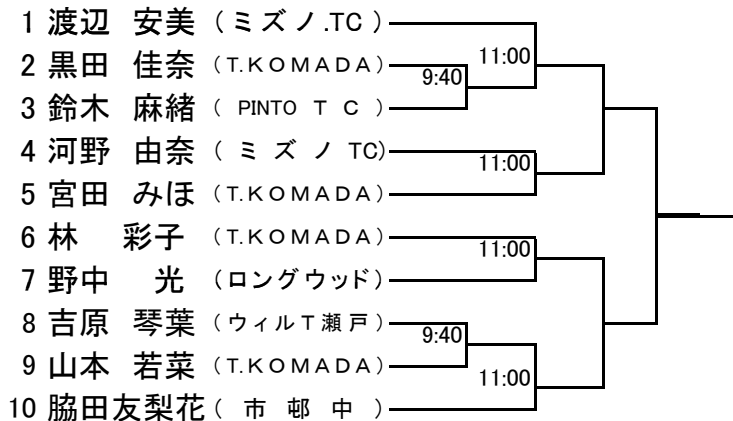 1 渡辺 安美 (ミズノ.TC)
11:00
2 黒田 佳奈 (T.KOMADA)
9:40
3 鈴木 麻緒 ( PINTO T C )
4 河野 由奈 ( ミズノ TC)
11:00
5 宮田 みほ (T.KOMADA)
6 林 彩子 (T.KOMADA)
11:00
7 野中 光 (ロングウッド)
8 吉原 琴葉 (ウィルT瀬戸)
9:40
9 山本 若菜 (T.KOMADA)
11:00
10 脇田友梨花 ( 市邨中 )